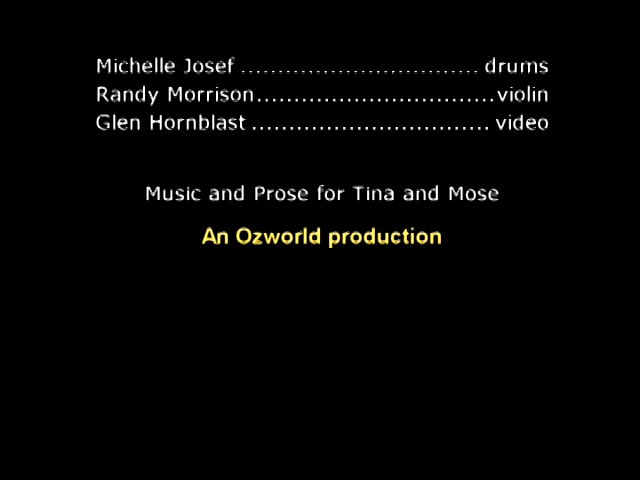 Michelle Josef ................................ drums
Randy Morrison................................violin
Glen Hornblast ................................ video
Music and Prose for Tina and Mose
An Ozworld production